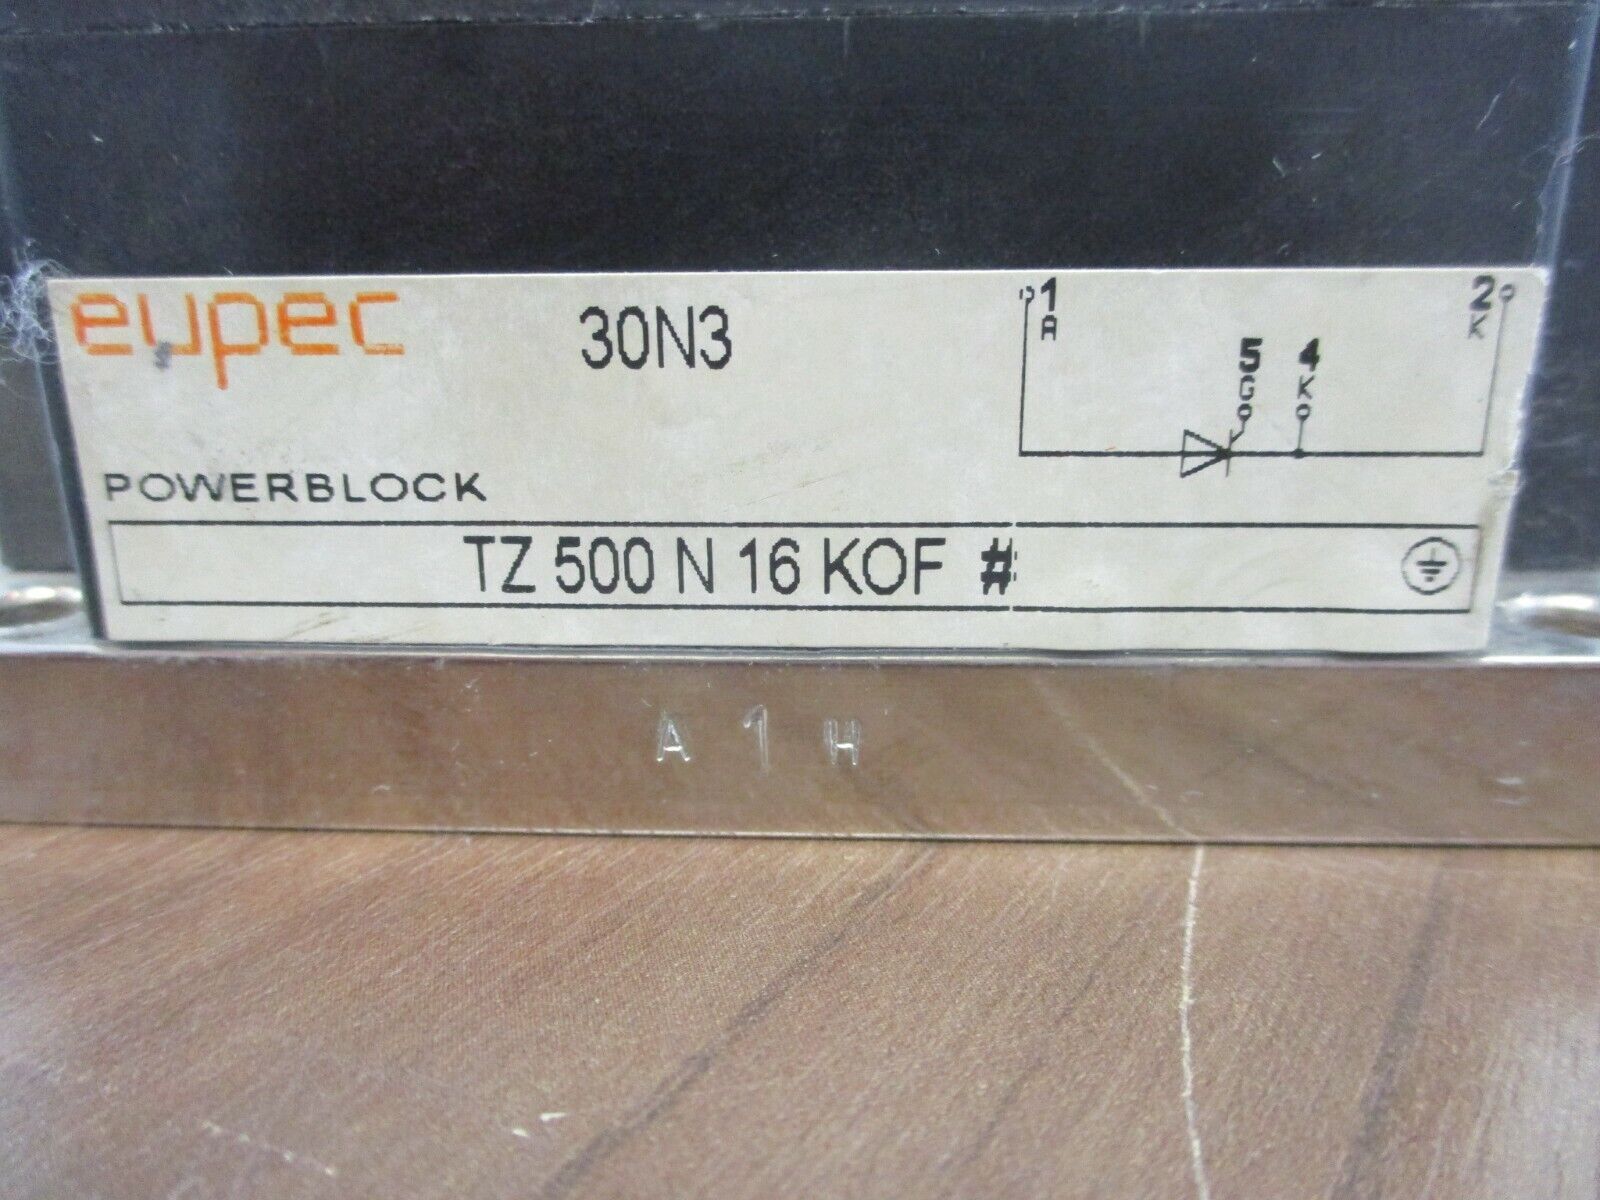 eupec 30N3
1 2
A K
5 4
G K
POWERBLOCK
TZ 500 N 16 KOF #
A 1 H